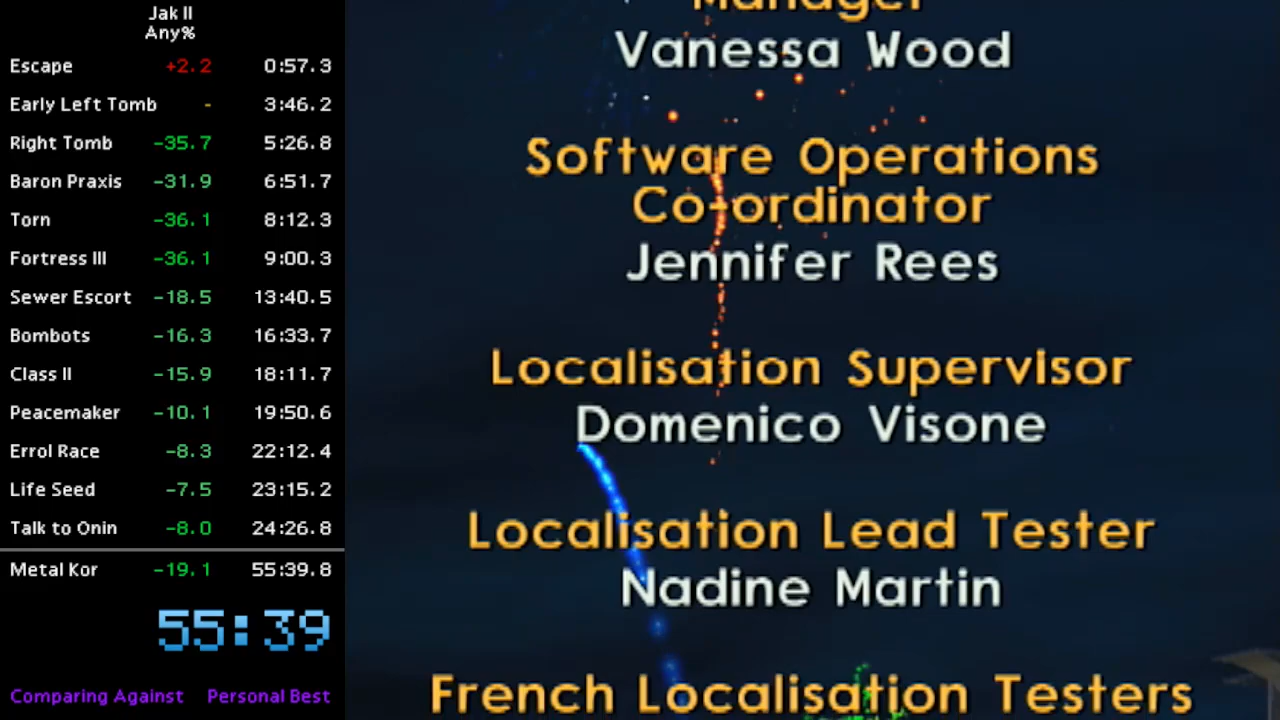 Jak II
Any%
Escape +2.2 0:57.3
Early Left Tomb - 3:46.2
Right Tomb -35.7 5:26.8
Baron Praxis -31.9 6:51.7
Torn -36.1 8:12.3
Fortress III -36.1 9:00.3
Sewer Escort -18.5 13:40.5
Bombots -16.3 16:33.7
Class II -15.9 18:11.7
Peacemaker -10.1 19:50.6
Errol Race -8.3 22:12.4
Life Seed -7.5 23:15.2
Talk to Onin -8.0 24:26.8
Metal Kor -19.1 55:39.8
55:39
Comparing Against Personal Best
Manager
Vanessa Wood
Software Operations
Co-ordinator
Jennifer Rees
Localisation Supervisor
Domenico Visone
Localisation Lead Tester
Nadine Martin
French Localisation Testers